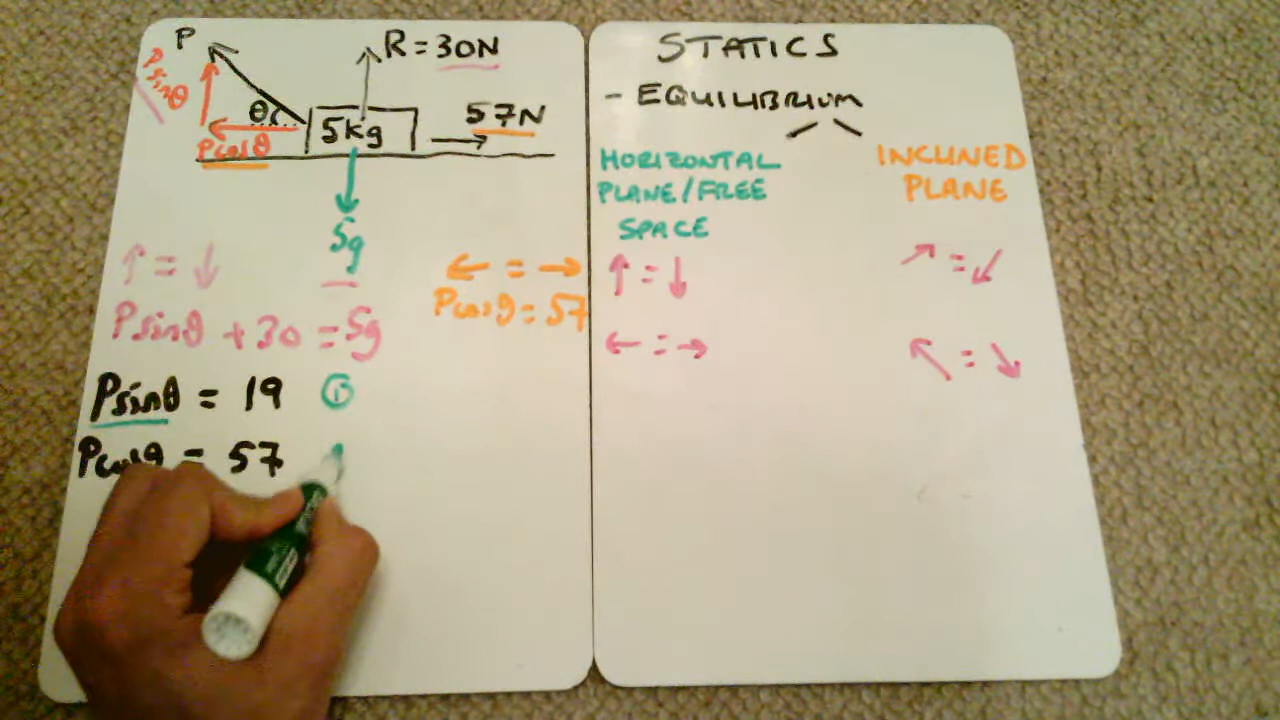 P
R = 30N
Psinθ
θ
5kg
57N
Pcosθ
5g
↑ = ↓
Psinθ + 30 = 5g
← = →
Pcosθ = 57
Psinθ = 19 ①
Pcosθ = 57
STATICS
- EQUILIBRIUM
HORIZONTAL
PLANE/FREE
SPACE
↑ = ↓
← = →
INCLINED
PLANE
↗ = ↙
↖ = ↘